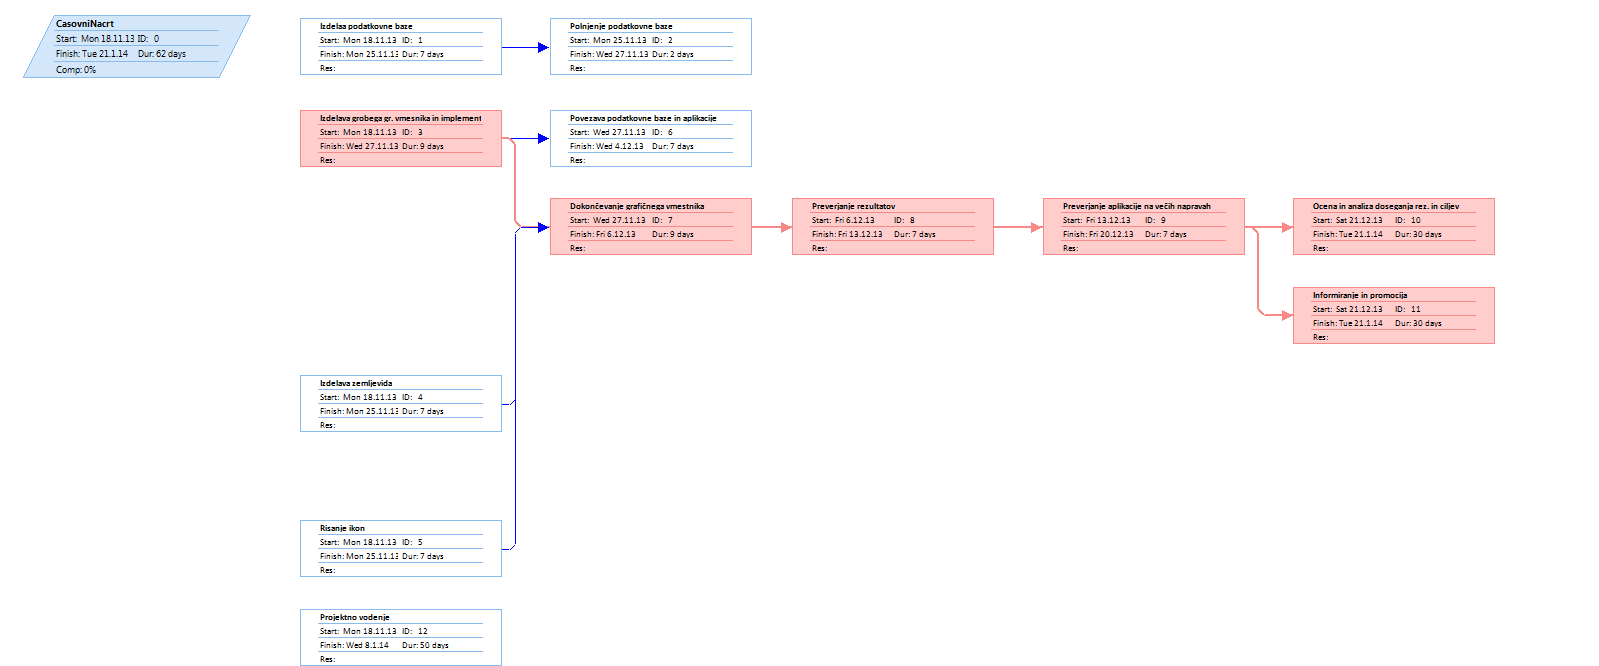 CasovniNacrt
Start: Mon 18.11.13 ID: 0
Finish: Tue 21.1.14 Dur: 62 days
Comp: 0%
Izdelaa podatkovne baze
Start: Mon 18.11.13 ID: 1
Finish: Mon 25.11.13 Dur: 7 days
Res:
Polnjenje podatkovne baze
Start: Mon 25.11.13 ID: 2
Finish: Wed 27.11.13 Dur: 2 days
Res:
Izdelava grobega gr. vmesnika in implement
Start: Mon 18.11.13 ID: 3
Finish: Wed 27.11.13 Dur: 9 days
Res:
Povezava podatkovne baze in aplikacije
Start: Wed 27.11.13 ID: 6
Finish: Wed 4.12.13 Dur: 7 days
Res:
Dokončevanje grafičnega vmestnika
Start: Wed 27.11.13 ID: 7
Finish: Fri 6.12.13 Dur: 9 days
Res:
Preverjanje rezultatov
Start: Fri 6.12.13 ID: 8
Finish: Fri 13.12.13 Dur: 7 days
Res:
Preverjanje aplikacije na večih napravah
Start: Fri 13.12.13 ID: 9
Finish: Fri 20.12.13 Dur: 7 days
Res:
Ocena in analiza doseganja rez. in ciljev
Start: Sat 21.12.13 ID: 10
Finish: Tue 21.1.14 Dur: 30 days
Res:
Informiranje in promocija
Start: Sat 21.12.13 ID: 11
Finish: Tue 21.1.14 Dur: 30 days
Res:
Izdelava zemljevida
Start: Mon 18.11.13 ID: 4
Finish: Mon 25.11.13 Dur: 7 days
Res:
Risanje ikon
Start: Mon 18.11.13 ID: 5
Finish: Mon 25.11.13 Dur: 7 days
Res:
Projektno vodenje
Start: Mon 18.11.13 ID: 12
Finish: Wed 8.1.14 Dur: 50 days
Res: